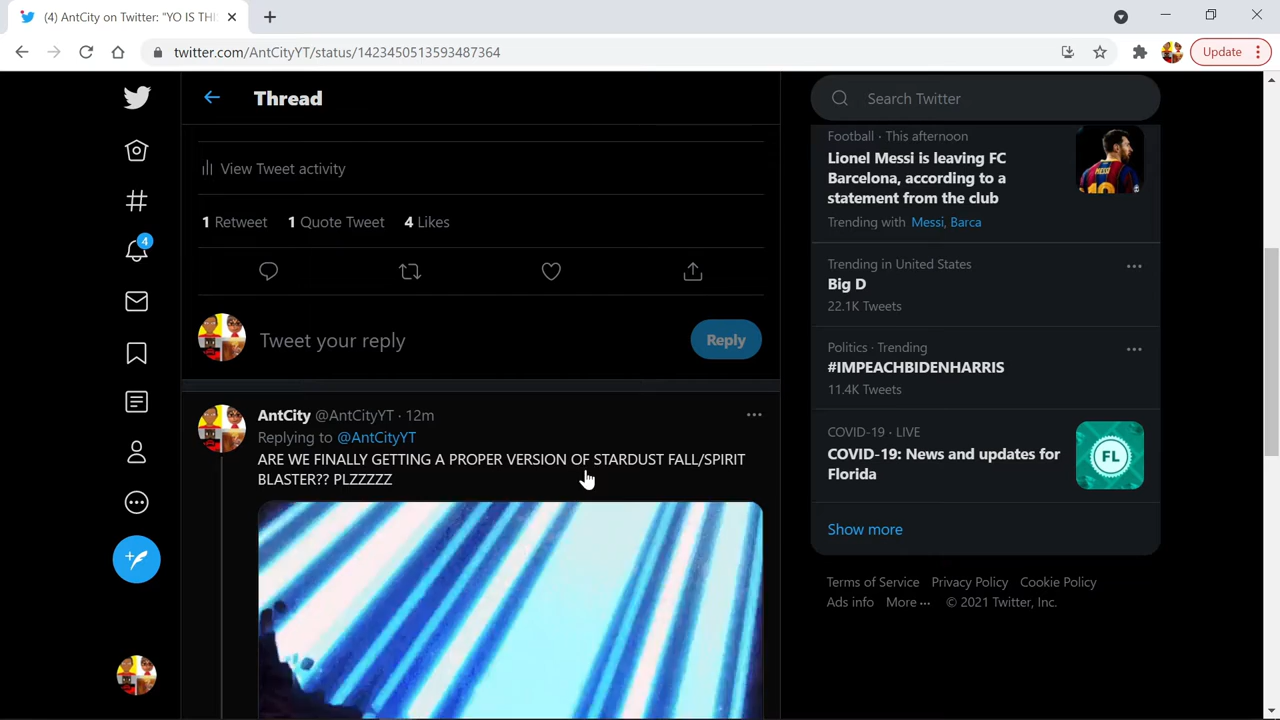 (4) AntCity on Twitter: "YO IS THI
twitter.com/AntCityYT/status/1423450513593487364
Update
Thread
View Tweet activity
1 Retweet 1 Quote Tweet 4 Likes
Tweet your reply
Reply
AntCity @AntCityYT · 12m
Replying to @AntCityYT
ARE WE FINALLY GETTING A PROPER VERSION OF STARDUST FALL/SPIRIT
BLASTER?? PLZZZZZ
4
Search Twitter
Football · This afternoon
Lionel Messi is leaving FC
Barcelona, according to a
statement from the club
Trending with Messi, Barca
Trending in United States
Big D
22.1K Tweets
Politics · Trending
#IMPEACHBIDENHARRIS
11.4K Tweets
COVID-19 · LIVE
COVID-19: News and updates for
Florida
FL
Show more
Terms of Service Privacy Policy Cookie Policy
Ads info More ··· © 2021 Twitter, Inc.